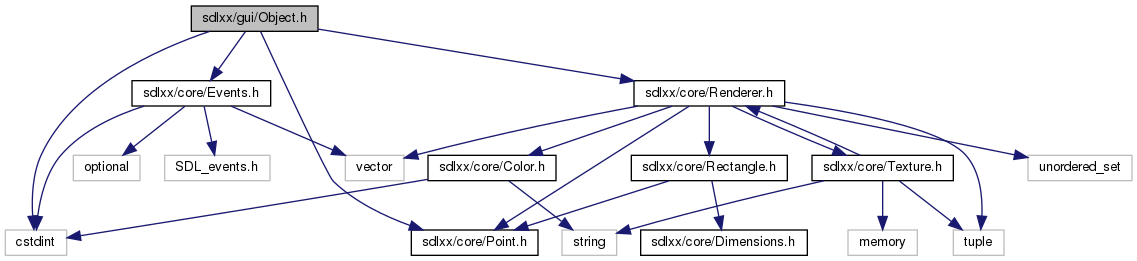 sdlxx/gui/Object.h
sdlxx/core/Events.h
sdlxx/core/Renderer.h
optional
SDL_events.h
vector
sdlxx/core/Color.h
sdlxx/core/Rectangle.h
sdlxx/core/Texture.h
unordered_set
cstdint
sdlxx/core/Point.h
string
sdlxx/core/Dimensions.h
memory
tuple